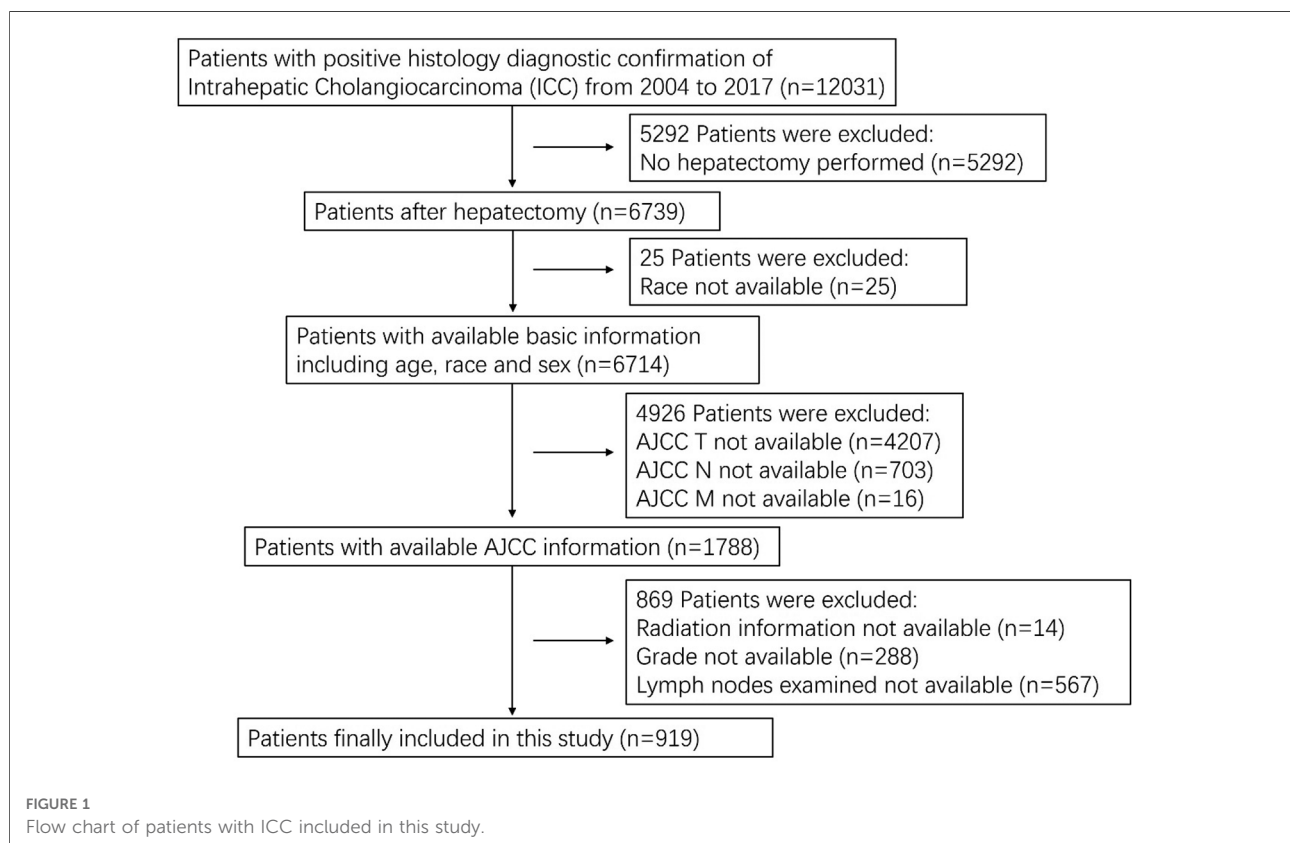 Patients with positive histology diagnostic confirmation of
Intrahepatic Cholangiocarcinoma (ICC) from 2004 to 2017 (n=12031)
5292 Patients were excluded:
No hepatectomy performed (n=5292)
Patients after hepatectomy (n=6739)
25 Patients were excluded:
Race not available (n=25)
Patients with available basic information
including age, race and sex (n=6714)
4926 Patients were excluded:
AJCC T not available (n=4207)
AJCC N not available (n=703)
AJCC M not available (n=16)
Patients with available AJCC information (n=1788)
869 Patients were excluded:
Radiation information not available (n=14)
Grade not available (n=288)
Lymph nodes examined not available (n=567)
Patients finally included in this study (n=919)
FIGURE 1
Flow chart of patients with ICC included in this study.